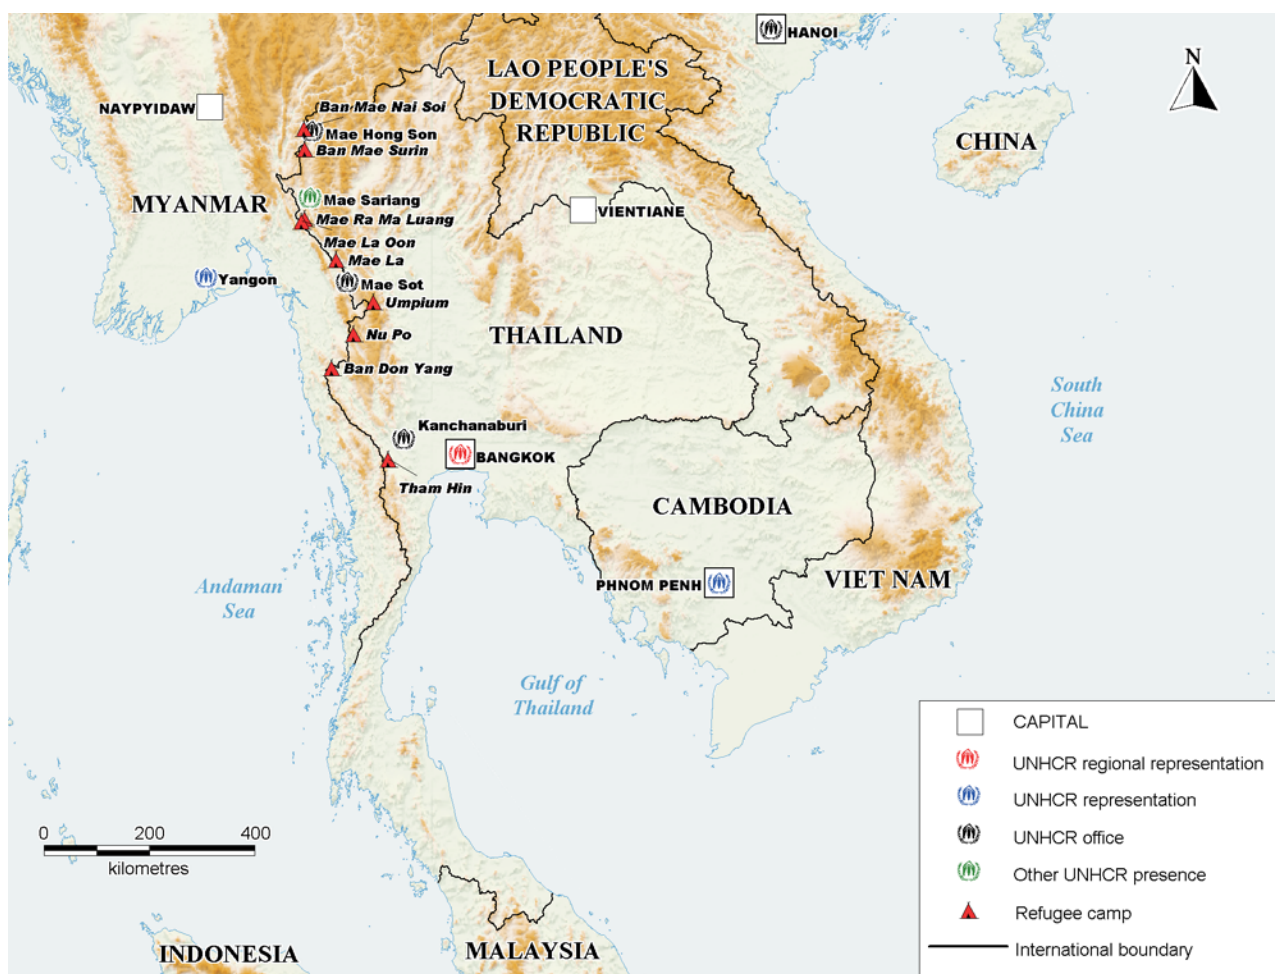 HANOI
N
LAO PEOPLE'S
DEMOCRATIC
REPUBLIC
NAYPYIDAW
Ban Mae Nai Soi
Mae Hong Son
Ban Mae Surin
CHINA
MYANMAR
Mae Sariang
Mae Ra Ma Luang
VIENTIANE
Mae La Oon
Mae La
Yangon
Mae Sot
Umpium
Nu Po
THAILAND
Ban Don Yang
South
China
Sea
Kanchanaburi
BANGKOK
Tham Hin
CAMBODIA
Andaman
Sea
PHNOM PENH
VIET NAM
Gulf of
Thailand
CAPITAL
UNHCR regional representation
UNHCR representation
UNHCR office
Other UNHCR presence
Refugee camp
International boundary
0 200 400
kilometres
INDONESIA
MALAYSIA